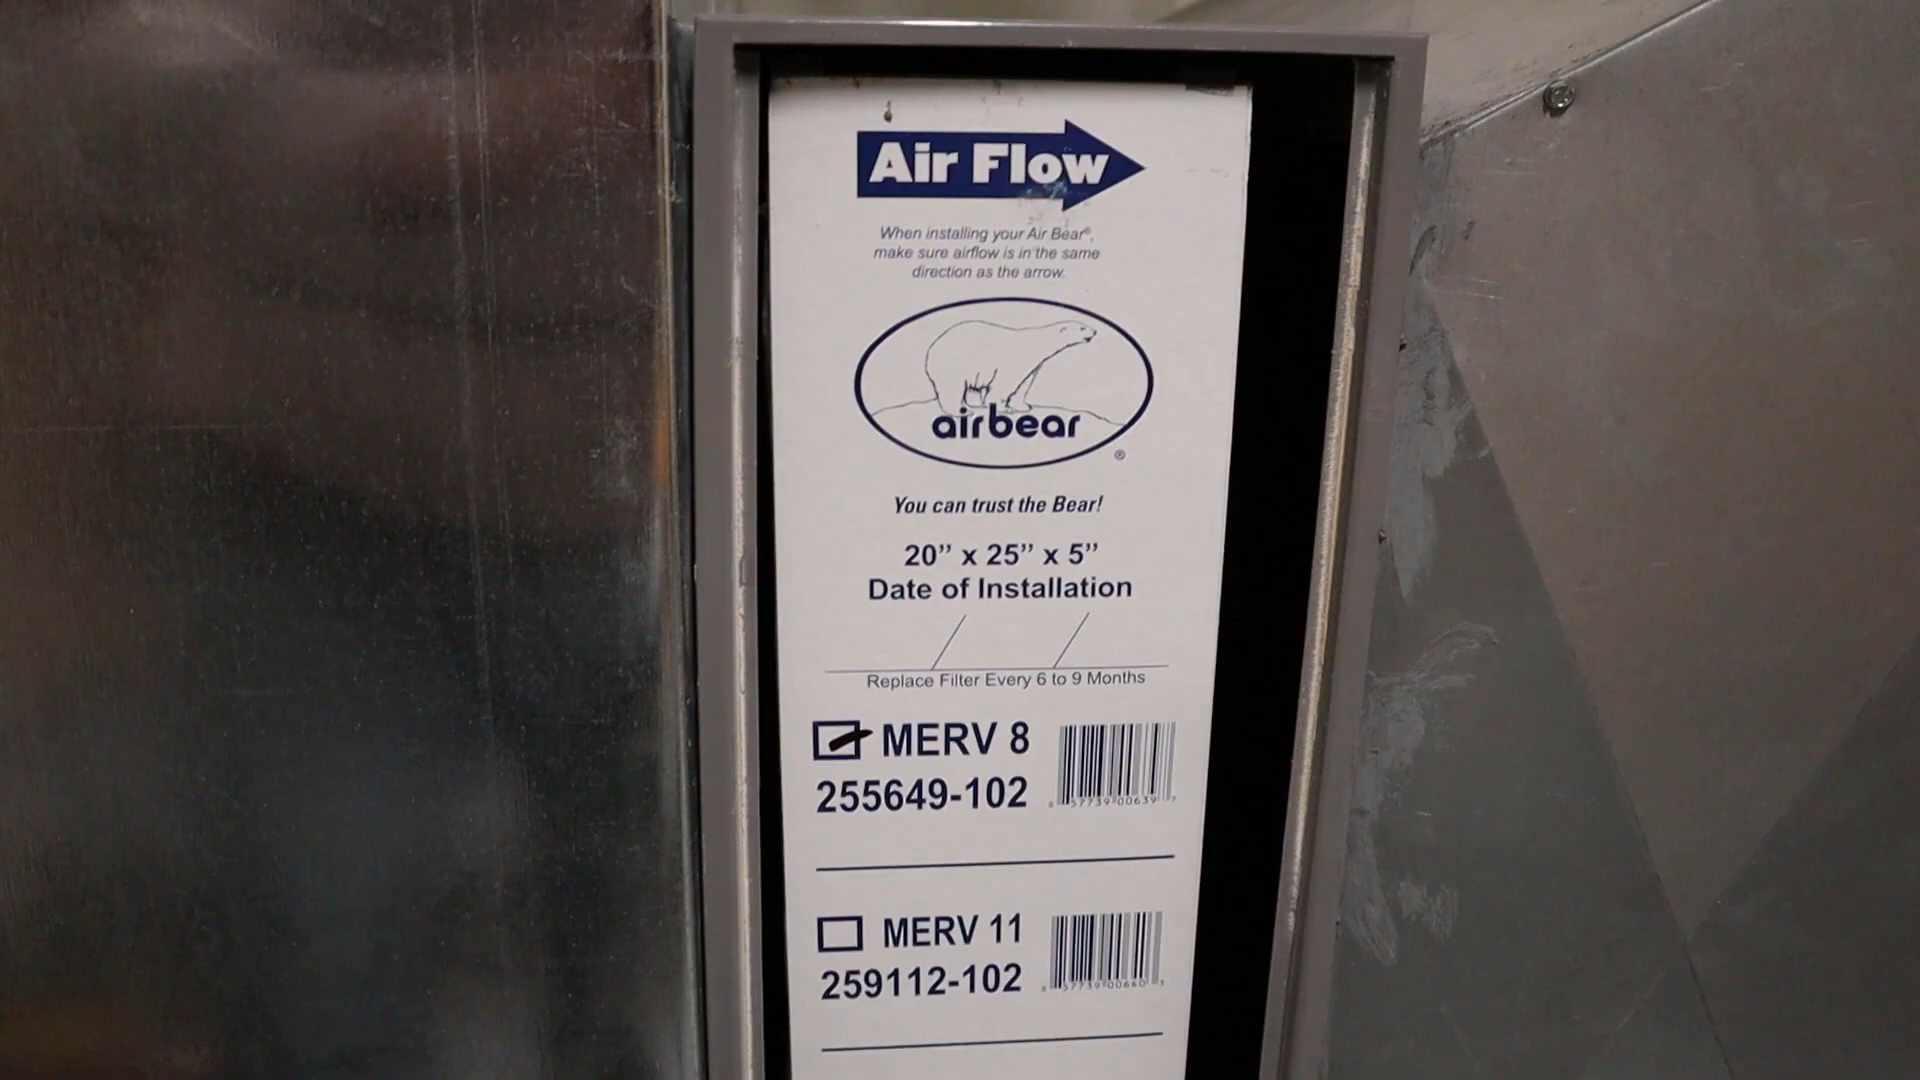 Air Flow
When installing your Air Bear®,
make sure airflow is in the same
direction as the arrow.
airbear
®
You can trust the Bear!
20” x 25” x 5”
Date of Installation
Replace Filter Every 6 to 9 Months
MERV 8
255649-102
MERV 11
259112-102